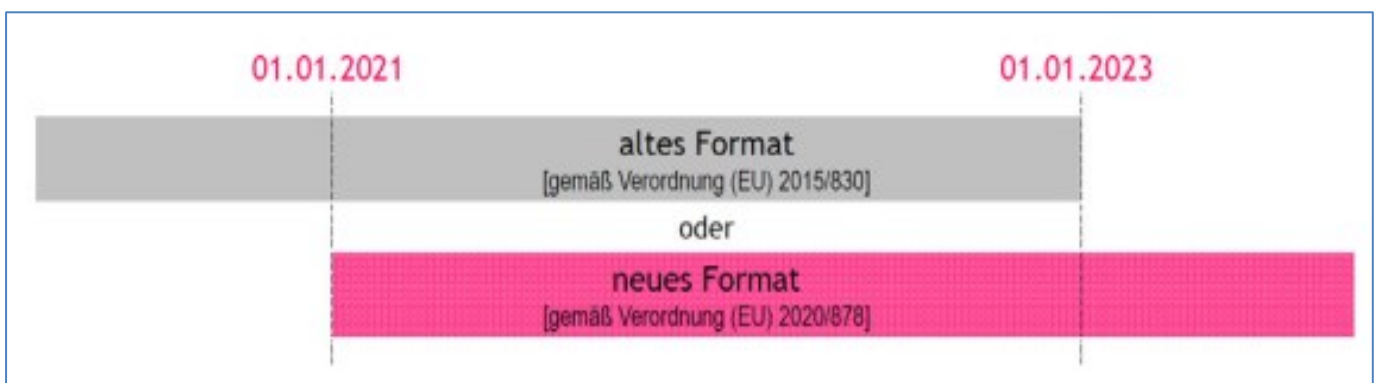 01.01.2021
01.01.2023
altes Format
[gemäß Verordnung (EU) 2015/830]
oder
neues Format
[gemäß Verordnung (EU) 2020/878]